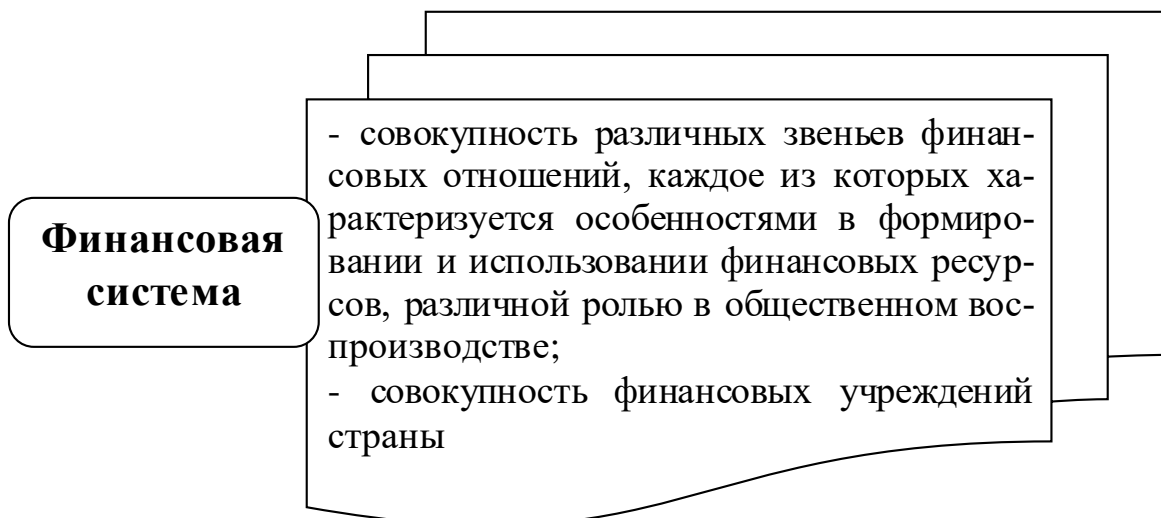 Финансовая
система
- совокупность различных звеньев финан-
совых отношений, каждое из которых ха-
рактеризуется особенностями в формиро-
вании и использовании финансовых ресур-
сов, различной ролью в общественном вос-
производстве;
- совокупность финансовых учреждений
страны